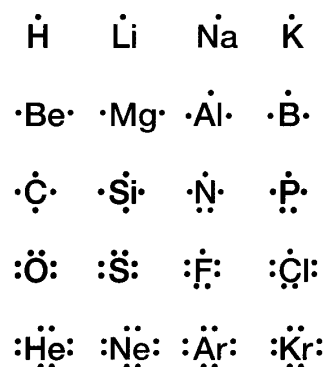 H Li Na K
Be Mg Al B
C Si N P
O S F Cl
He Ne Ar Kr